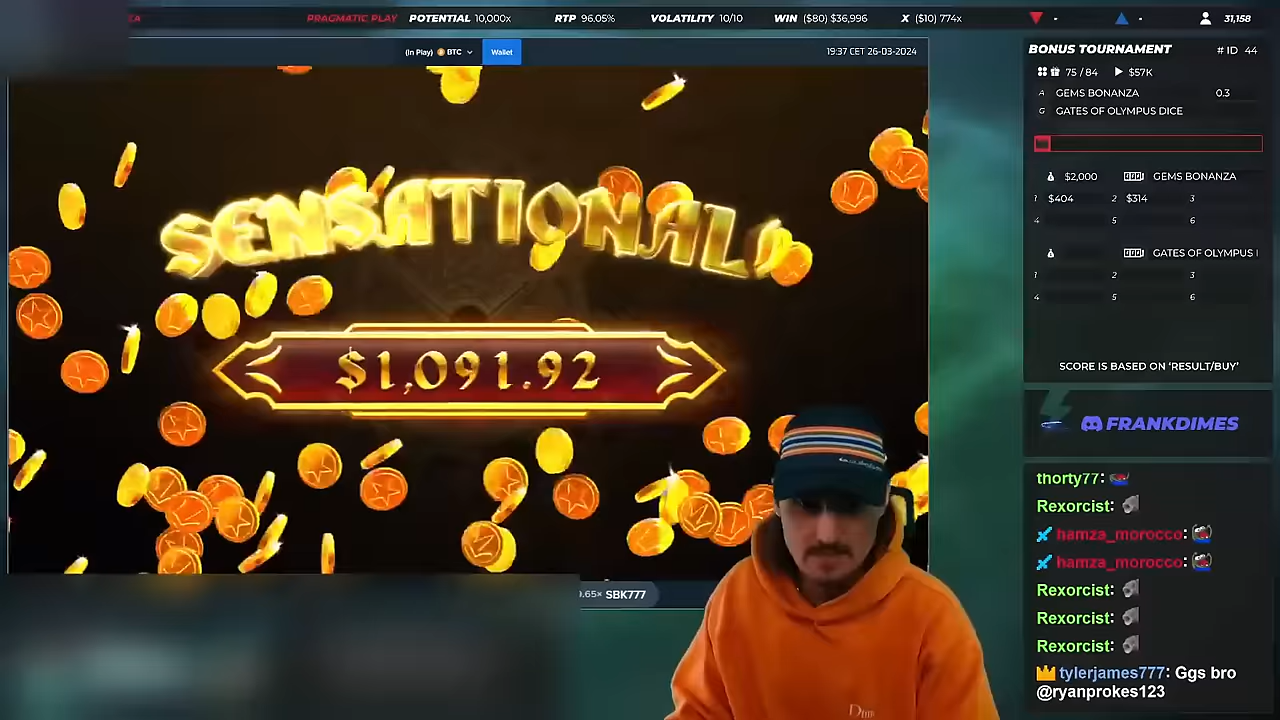 PRAGMATIC PLAY POTENTIAL 10,000x RTP 96.05% VOLATILITY 10/10 WIN ($80) $36,996 X ($10) 774x - - 31,158
(In Play) BTC Wallet 19:37 CET 26-03-2024
SENSATIONAL!
$1,091.92
SBK777
BONUS TOURNAMENT # ID 44
75 / 84 $57K
A GEMS BONANZA 0.3
G GATES OF OLYMPUS DICE
$2,000 GEMS BONANZA
1 $404 2 $314 3
4 5 6
GATES OF OLYMPUS
1 2 3
4 5 6
SCORE IS BASED ON 'RESULT/BUY'
FRANKDIMES
thorty77:
Rexorcist:
hamza_morocco:
hamza_morocco:
Rexorcist:
Rexorcist:
Rexorcist:
tylerjames777: Ggs bro
@ryanprokes123